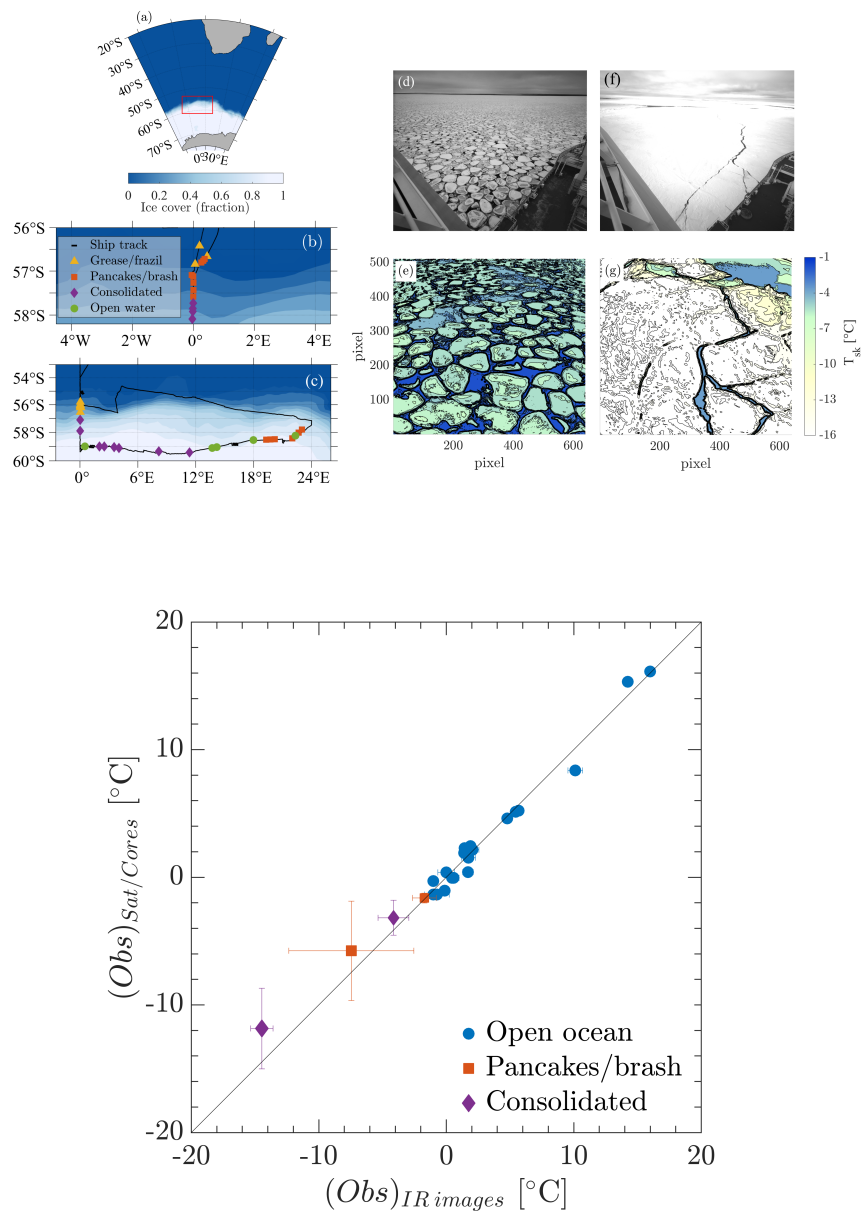 (a)
20°S
30°S
40°S
50°S
60°S
70°S
0°
30°E
0 0.2 0.4 0.6 0.8 1
Ice cover (fraction)
56°S
57°S
58°S
(b)
Ship track
Grease/frazil
Pancakes/brash
Consolidated
Open water
4°W 2°W 0° 2°E 4°E
(c)
54°S
56°S
58°S
60°S
0° 6°E 12°E 18°E 24°E
(d)
(f)
(e)
500
400
300
200
100
pixel
200 400 600
pixel
(g)
200 400 600
pixel
-1
-4
-7
-10
-13
-16
T_sk [°C]
20
10
0
-10
-20
(Obs)_Sat/Cores [°C]
Open ocean
Pancakes/brash
Consolidated
-20 -10 0 10 20
(Obs)_IR images [°C]